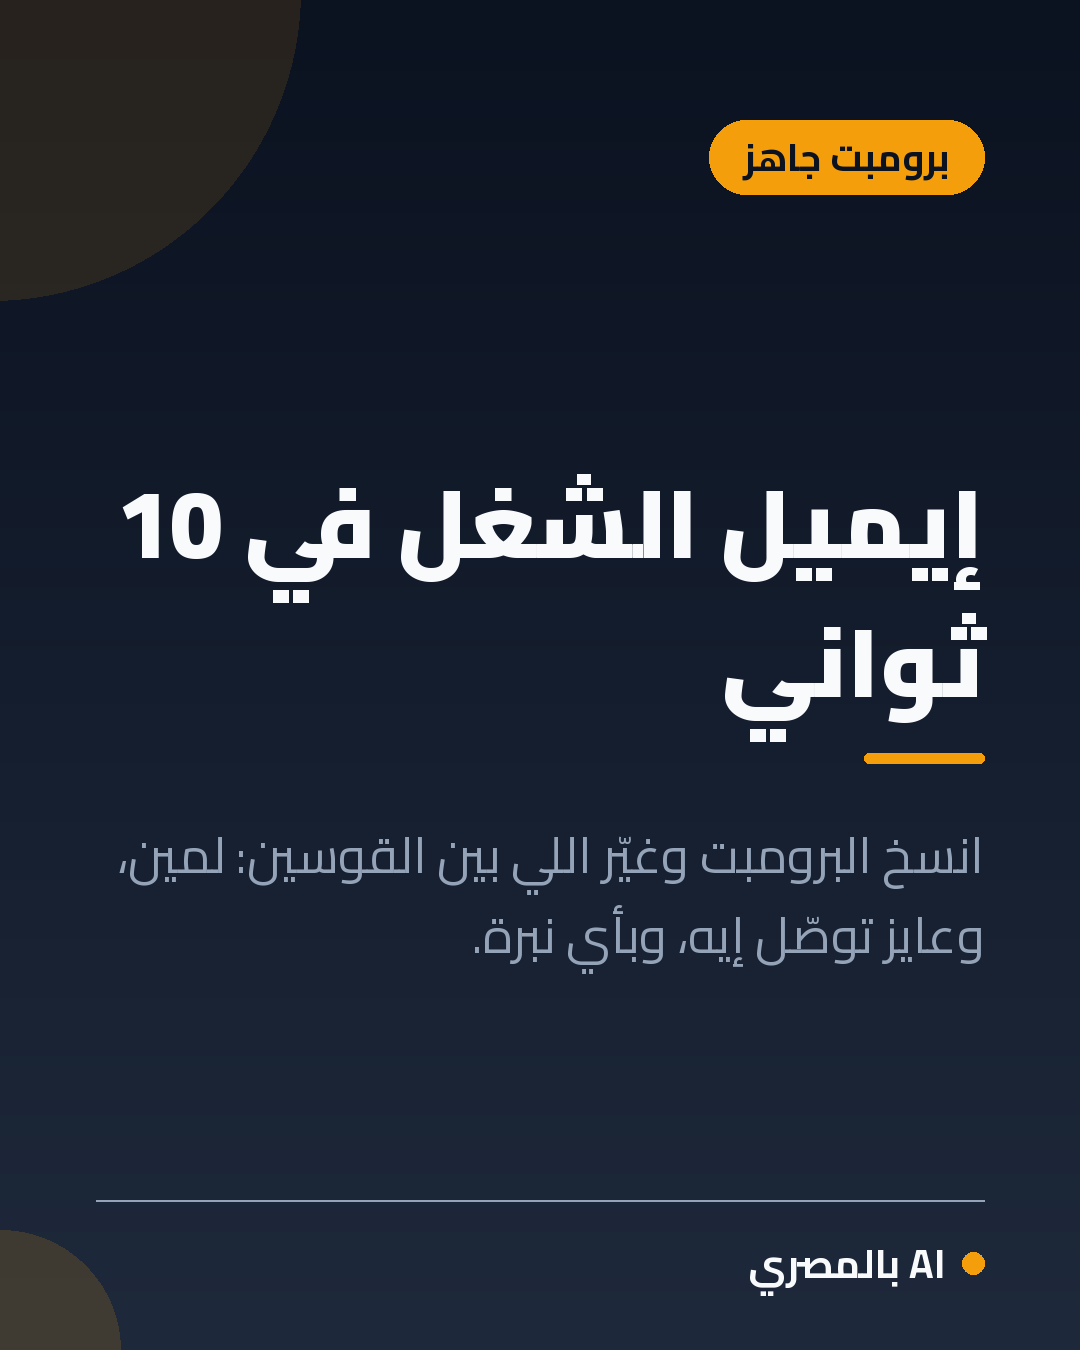 برومبت جاهز
إيميل الشغل في 10
ثواني
انسخ البرومبت وغيّر اللي بين القوسين: لمين،
وعايز توصّل إيه، وبأي نبرة.
AI بالمصري